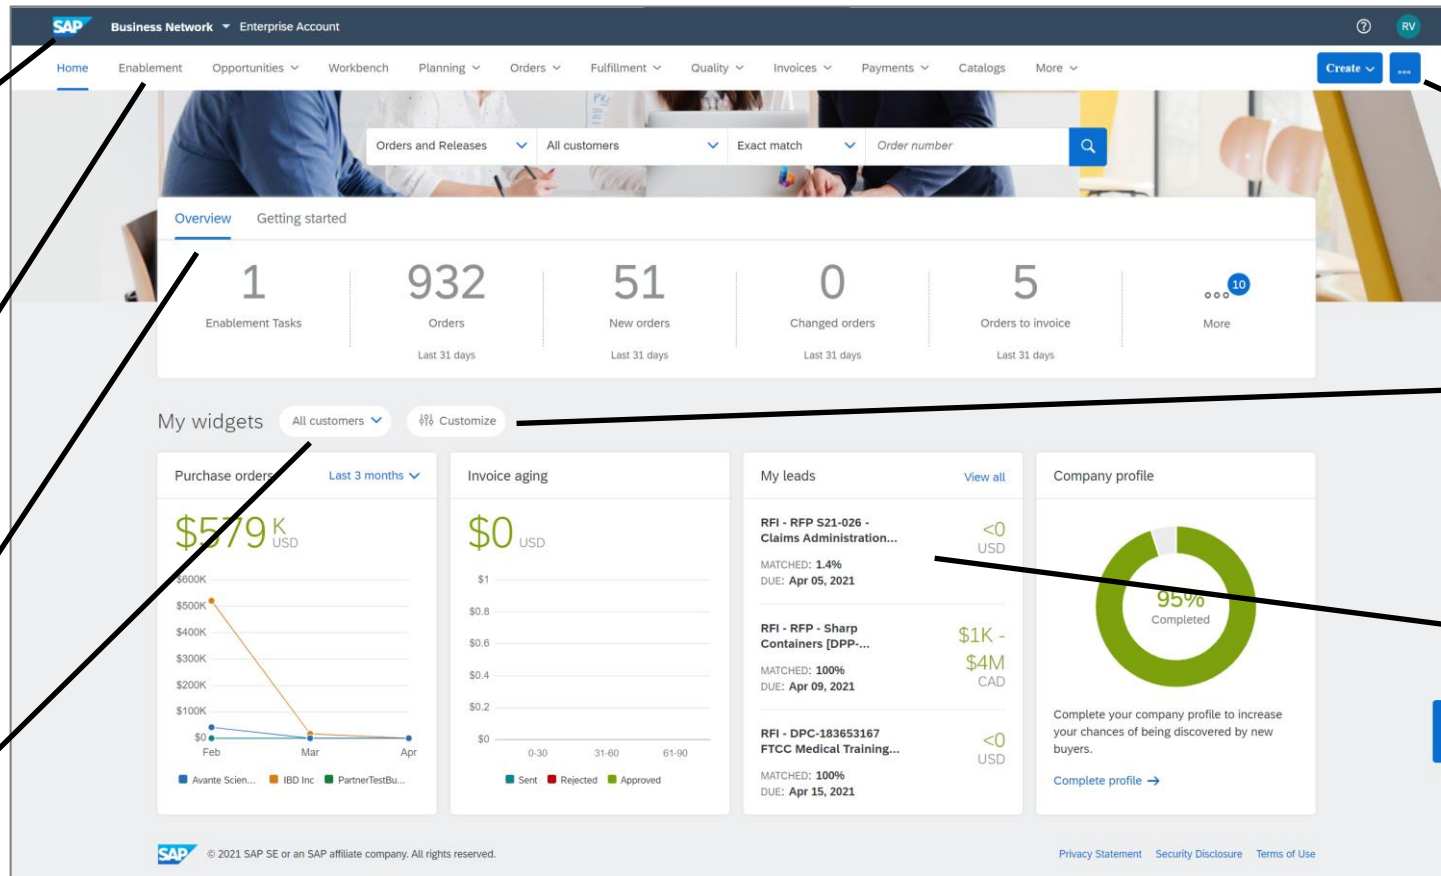 SAP Business Network Enterprise Account RV
Home Enablement Opportunities Workbench Planning Orders Fulfillment Quality Invoices Payments Catalogs More Create
Orders and Releases All customers Exact match Order number
Overview Getting started
1 932 51 0 5 10
Enablement Tasks Orders New orders Changed orders Orders to invoice More
Last 31 days Last 31 days Last 31 days Last 31 days
My widgets All customers Customize
Purchase orders Last 3 months
$579 K USD
$600K
$500K
$400K
$300K
$200K
$100K
$0
Feb Mar Apr
Avante Scien... IBD Inc PartnerTestBu...
Invoice aging
$0 USD
$1
$0.8
$0.6
$0.4
$0.2
$0
0-30 31-60 61-90
Sent Rejected Approved
My leads View all
RFI - RFP S21-026 -
Claims Administration...
<0
USD
MATCHED: 1.4%
DUE: Apr 05, 2021
RFI - RFP - Sharp
Containers [DPP-...
$1K -
$4M
CAD
MATCHED: 100%
DUE: Apr 09, 2021
RFI - DPC-183653167
FTCC Medical Training...
<0
USD
MATCHED: 100%
DUE: Apr 15, 2021
Company profile
95%
Completed
Complete your company profile to increase
your chances of being discovered by new
buyers.
Complete profile
SAP © 2021 SAP SE or an SAP affiliate company. All rights reserved. Privacy Statement Security Disclosure Terms of Use